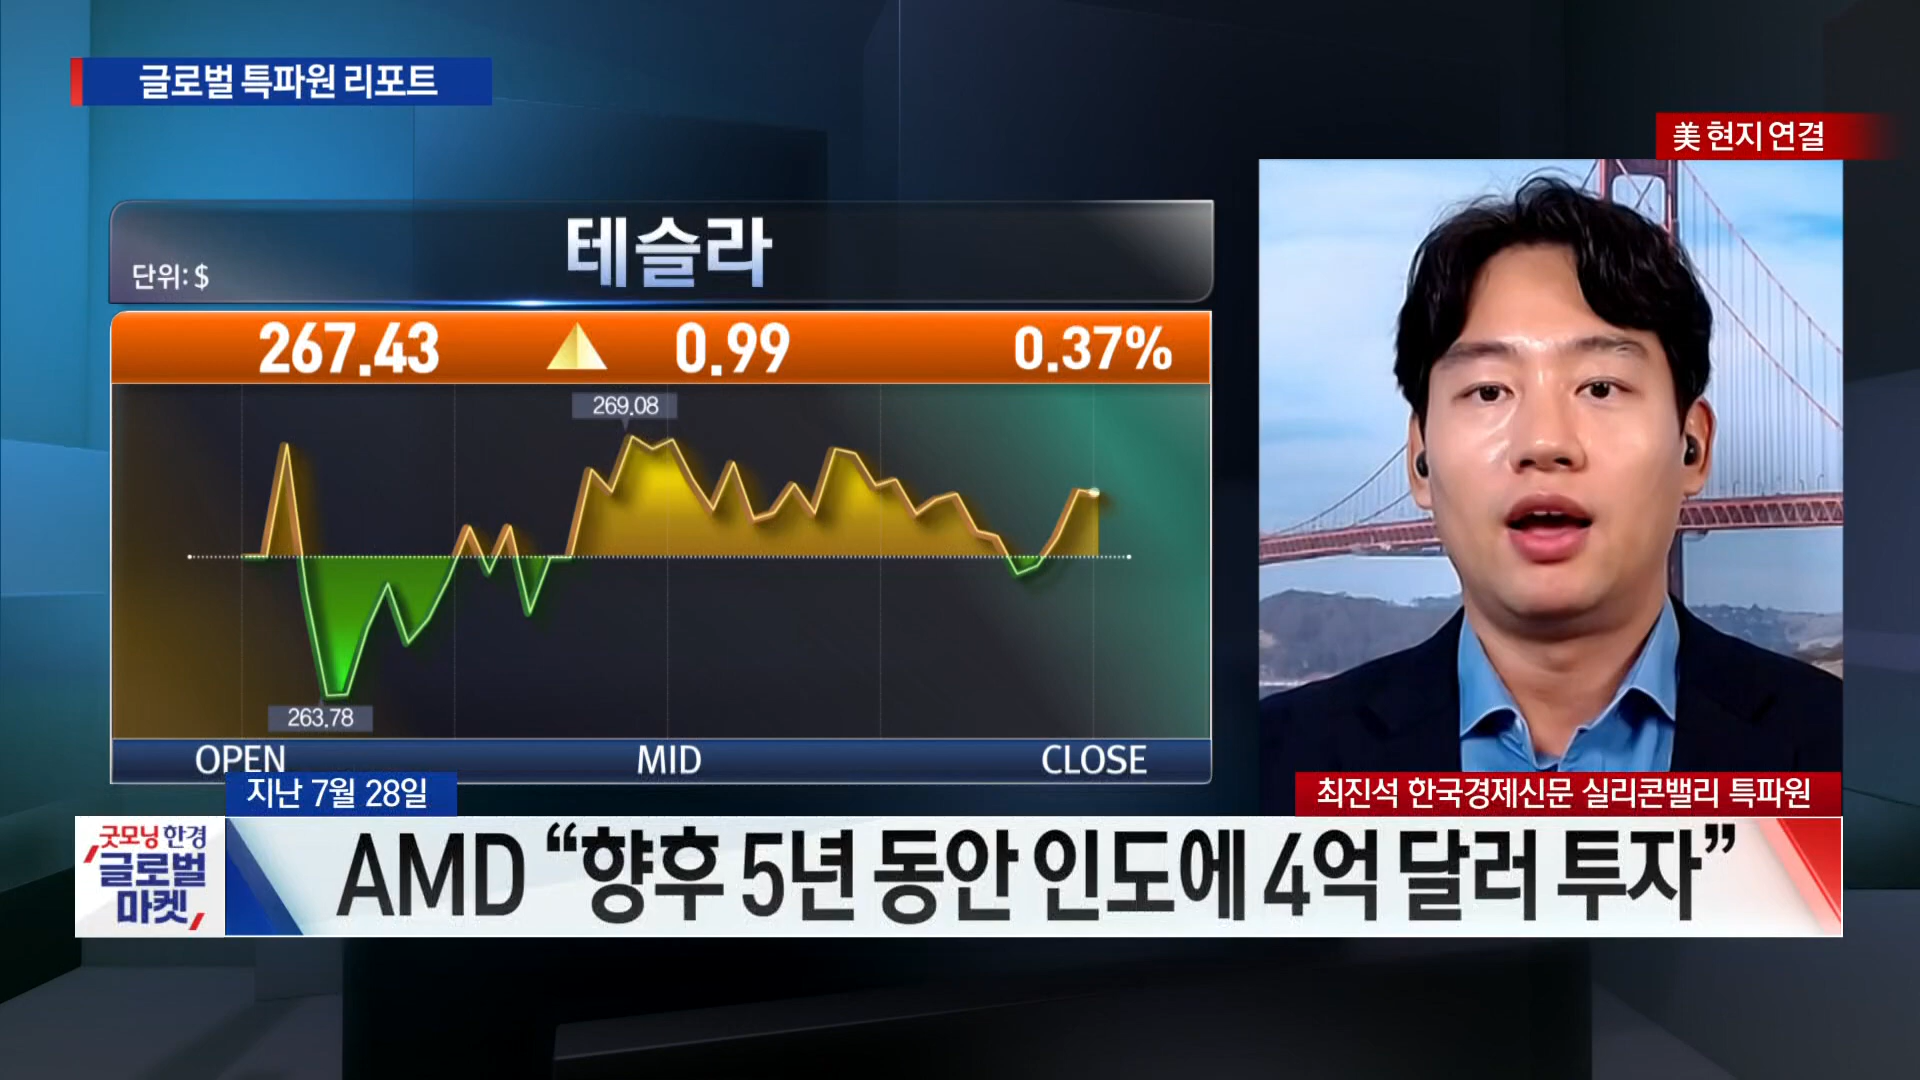 글로벌 특파원 리포트
美 현지 연결
테슬라
단위: $
267.43 ▲ 0.99 0.37%
269.08
263.78
OPEN MID CLOSE
지난 7월 28일
최진석 한국경제신문 실리콘밸리 특파원
굿모닝 한경
글로벌
마켓
AMD “향후 5년 동안 인도에 4억 달러 투자”